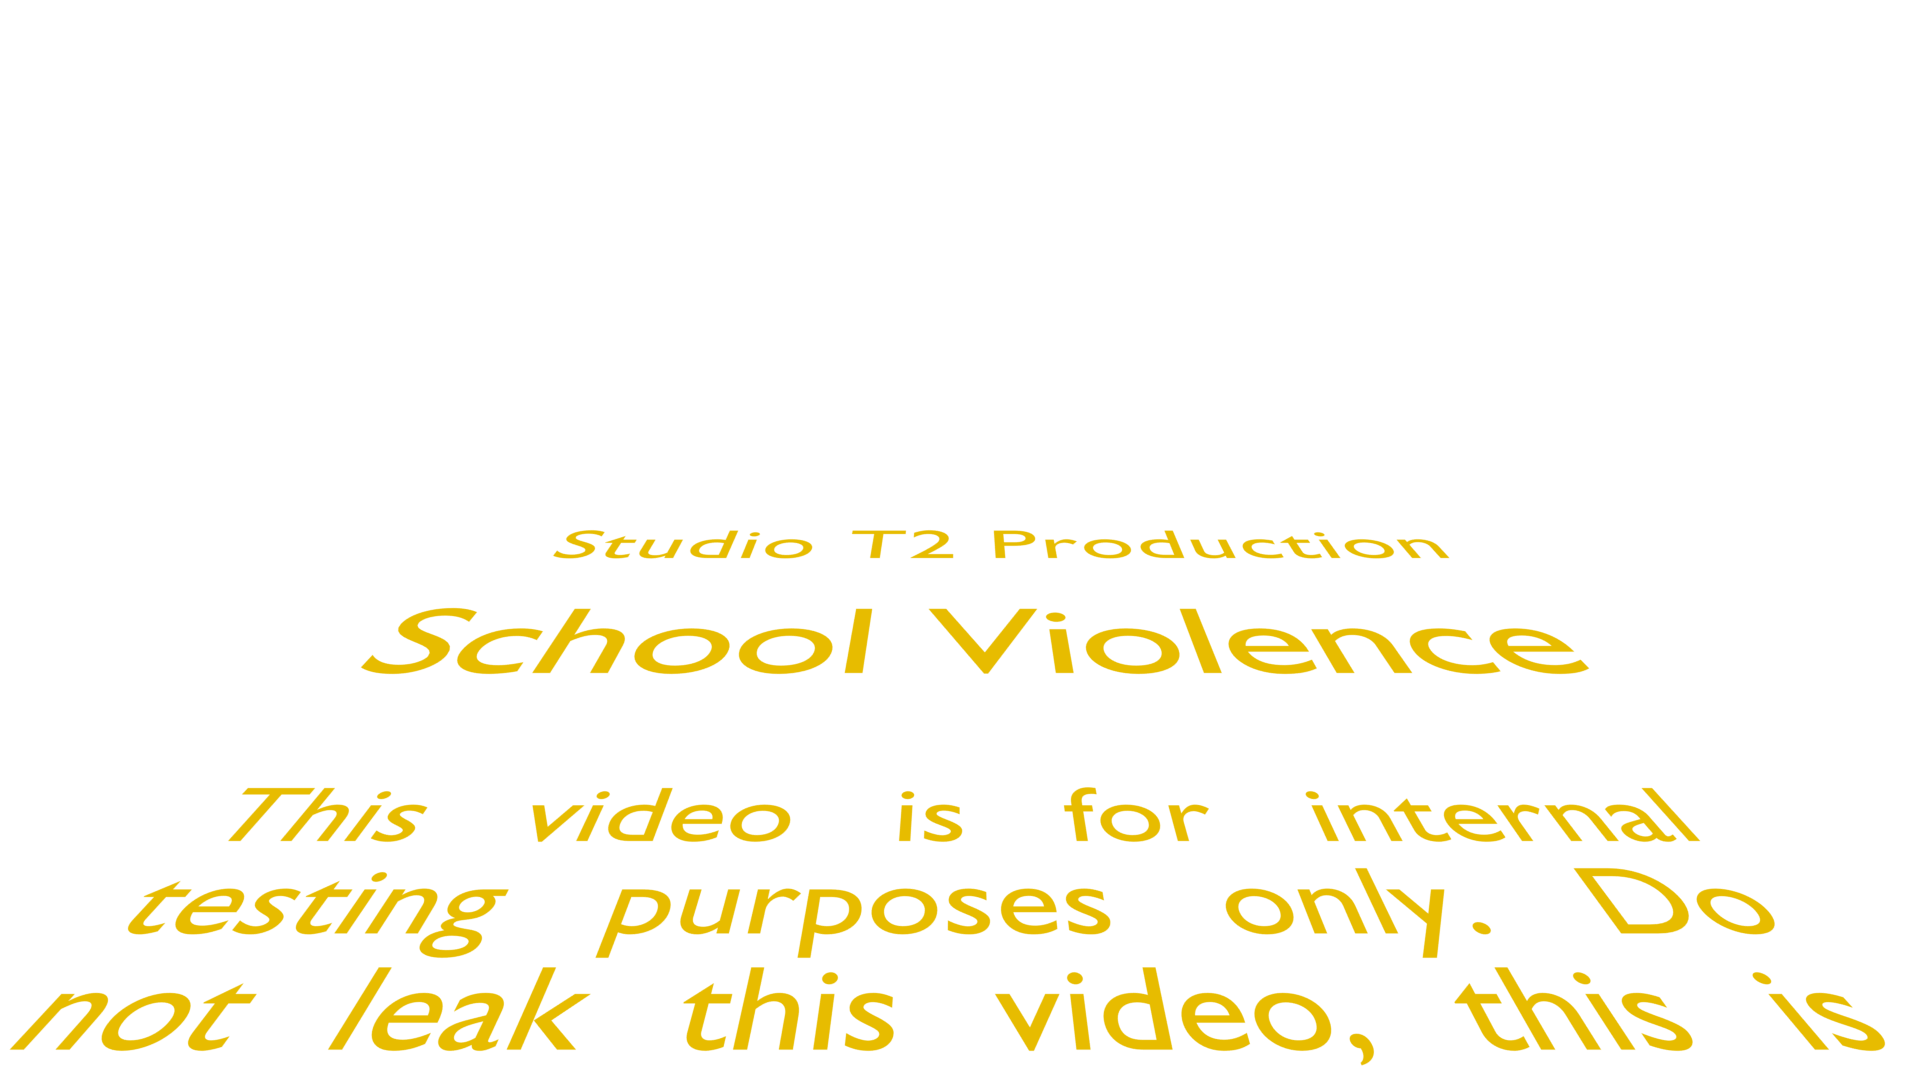 Studio T2 Production
School Violence
This video is for internal
testing purposes only. Do
not leak this video, this is